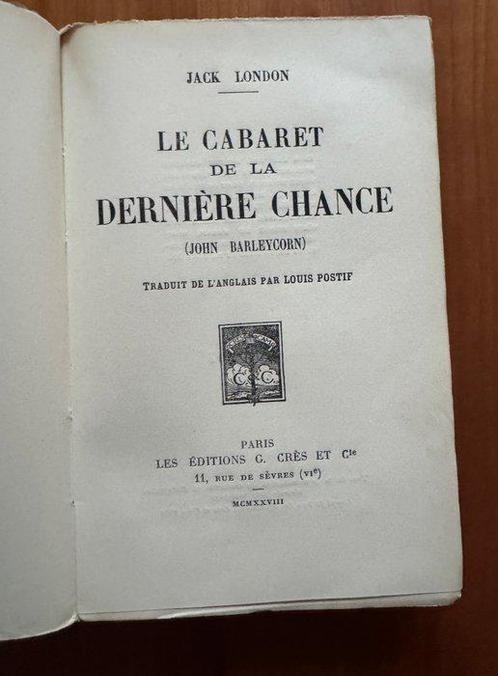 JACK LONDON
LE CABARET
DE LA
DERNIÈRE CHANCE
(JOHN BARLEYCORN)
TRADUIT DE L'ANGLAIS PAR LOUIS POSTIF
PARIS
LES ÉDITIONS G. CRÈS ET Cie
11, RUE DE SÈVRES (VIe)
MCMXXVIII